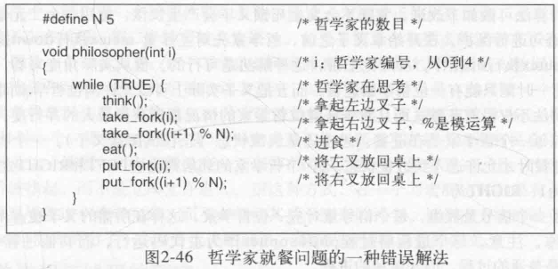 #define N 5 /* 哲学家的数目 */
void philosopher(int i) /* i，哲学家编号，从0到4 */
{
while (TRUE) {
think(); /* 哲学家在思考 */
take_fork(i); /* 拿起左边叉子 */
take_fork((i+1) % N); /* 拿起右边叉子，%是模运算 */
eat(); /* 进食 */
put_fork(i); /* 将左叉放回桌上 */
put_fork((i+1) % N); /* 将右叉放回桌上 */
}
}
图2-46 哲学家就餐问题的一种错误解法